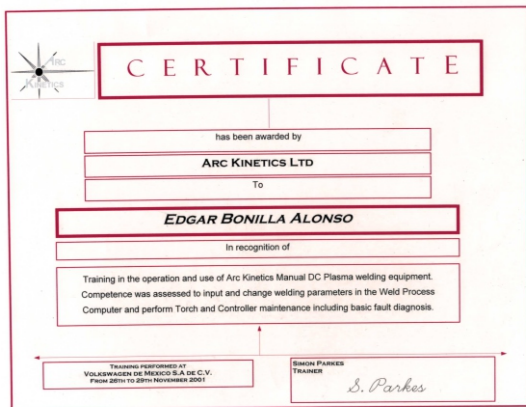 ARC
KINETICS
CERTIFICATE
has been awarded by
ARC KINETICS LTD
To
EDGAR BONILLA ALONSO
In recognition of
Training in the operation and use of Arc Kinetics Manual DC Plasma welding equipment.
Competence was assessed to input and change welding parameters in the Weld Process
Computer and perform Torch and Controller maintenance including basic fault diagnosis.
TRAINING PERFORMED AT
VOLKSWAGEN DE MEXICO S.A DE C.V.
FROM 26TH TO 29TH NOVEMBER 2001
SIMON PARKES
TRAINER
S. Parkes